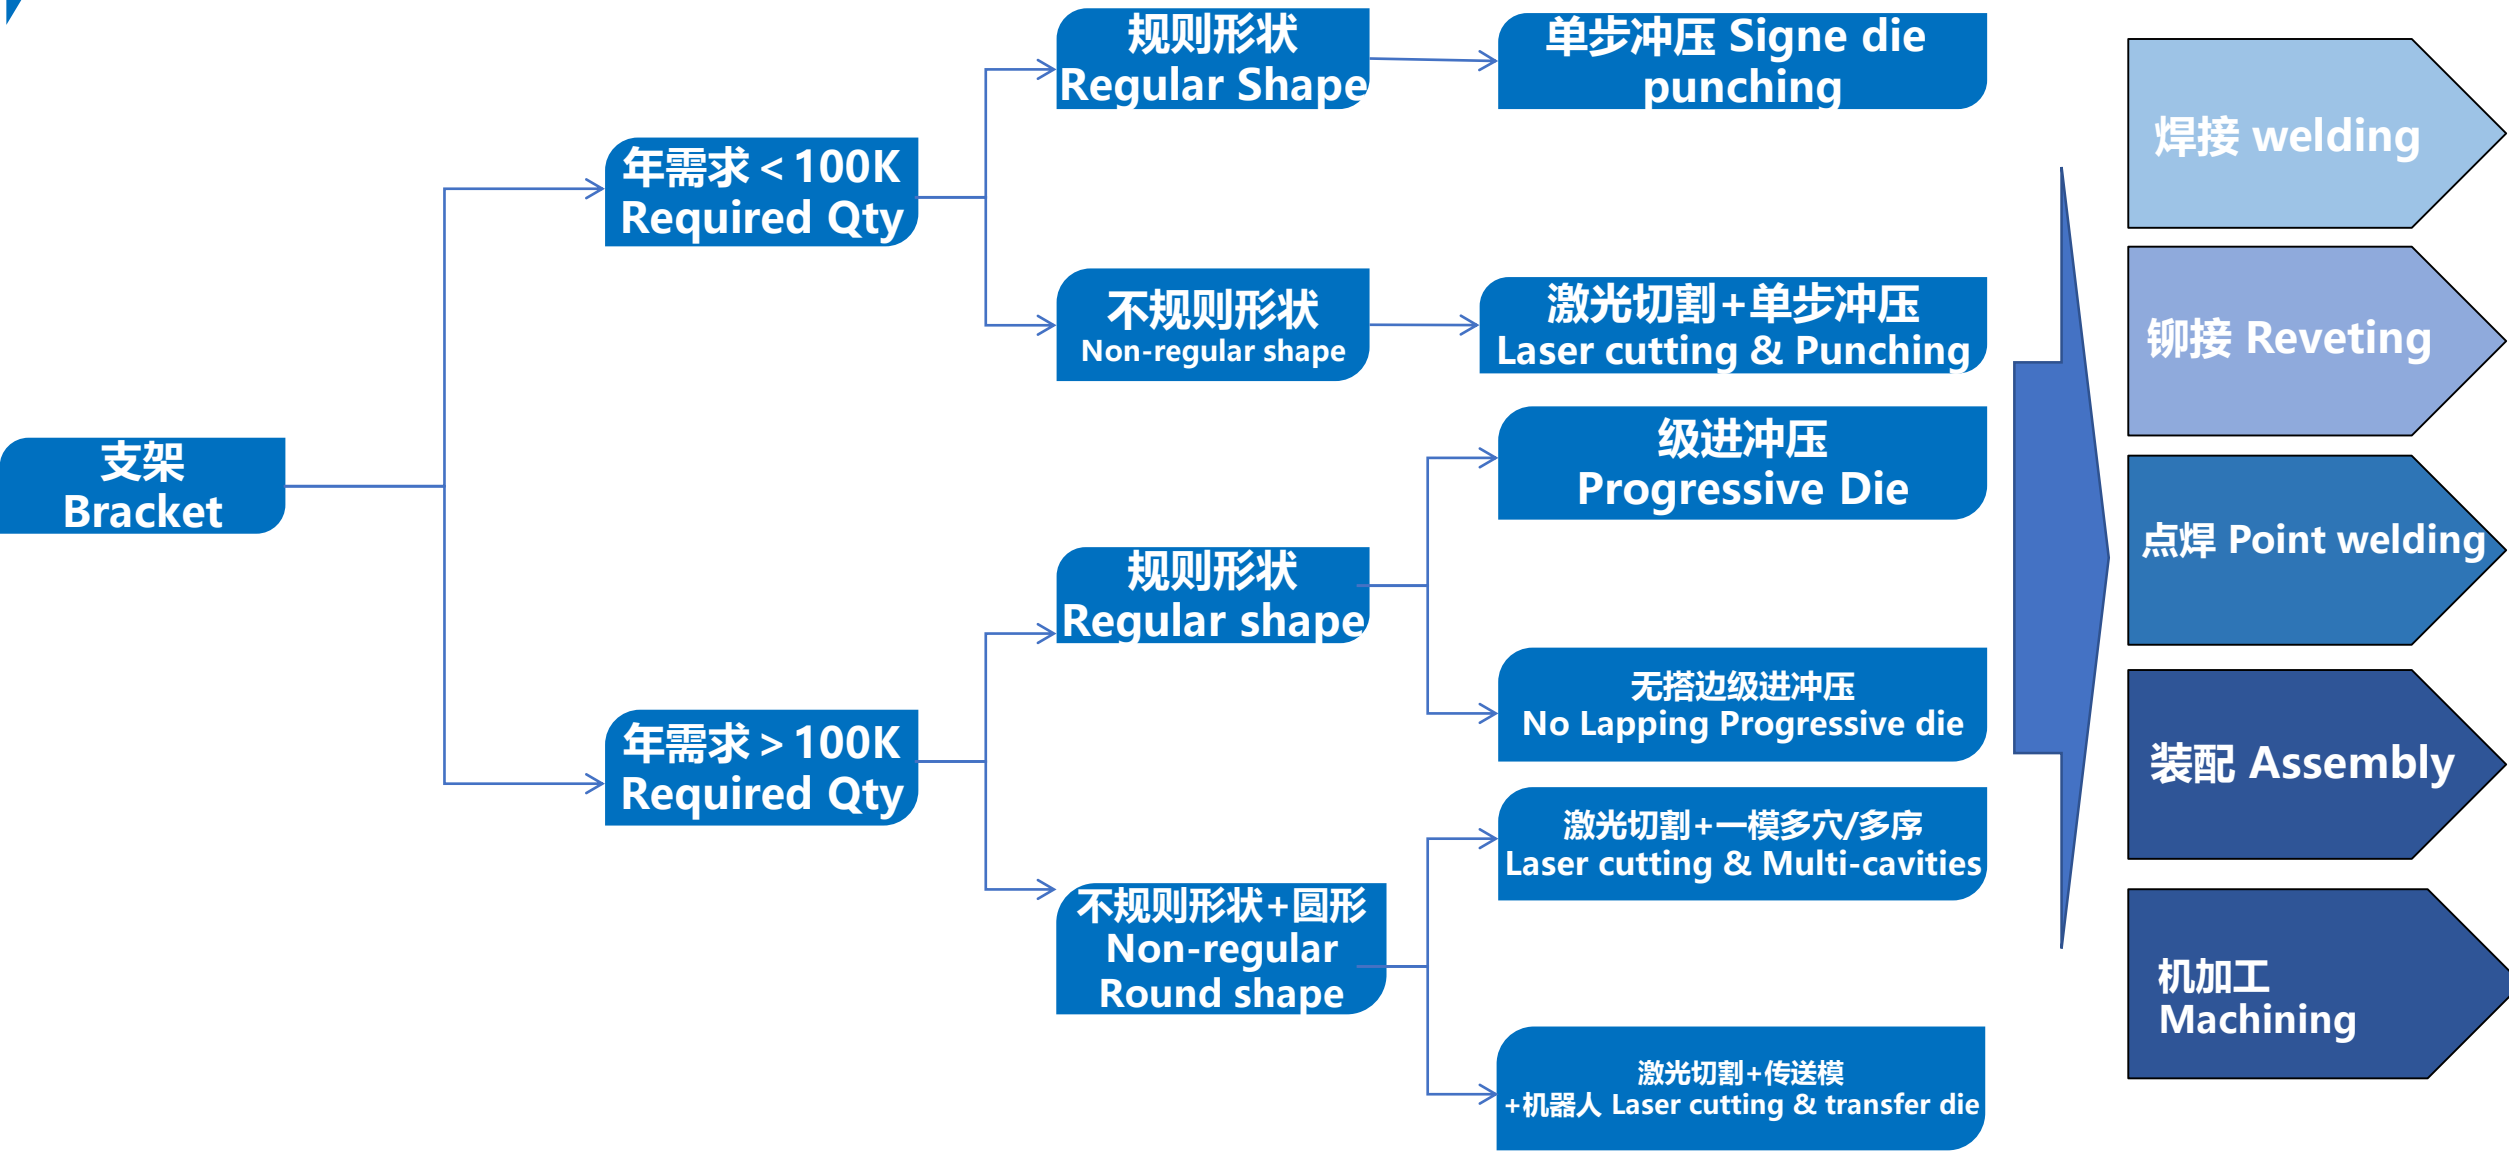 支架
Bracket
年需求＜100K
Required Qty
规则形状
Regular Shape
单步冲压 Signe die
punching
不规则形状
Non-regular shape
激光切割+单步冲压
Laser cutting & Punching
年需求＞100K
Required Qty
规则形状
Regular shape
级进冲压
Progressive Die
无搭边级进冲压
No Lapping Progressive die
不规则形状+圆形
Non-regular
Round shape
激光切割+一模多穴/多序
Laser cutting & Multi-cavities
激光切割+传送模
+机器人 Laser cutting & transfer die
焊接 welding
铆接 Reveting
点焊 Point welding
装配 Assembly
机加工
Machining